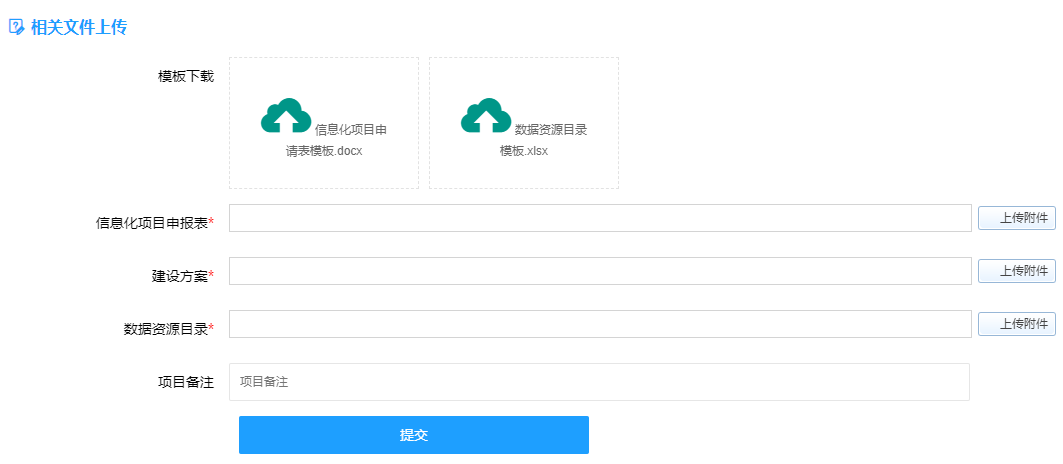 相关文件上传
模板下载
信息化项目申
请表模板.docx
数据资源目录
模板.xlsx
信息化项目申报表*
上传附件
建设方案*
上传附件
数据资源目录*
上传附件
项目备注
项目备注
提交